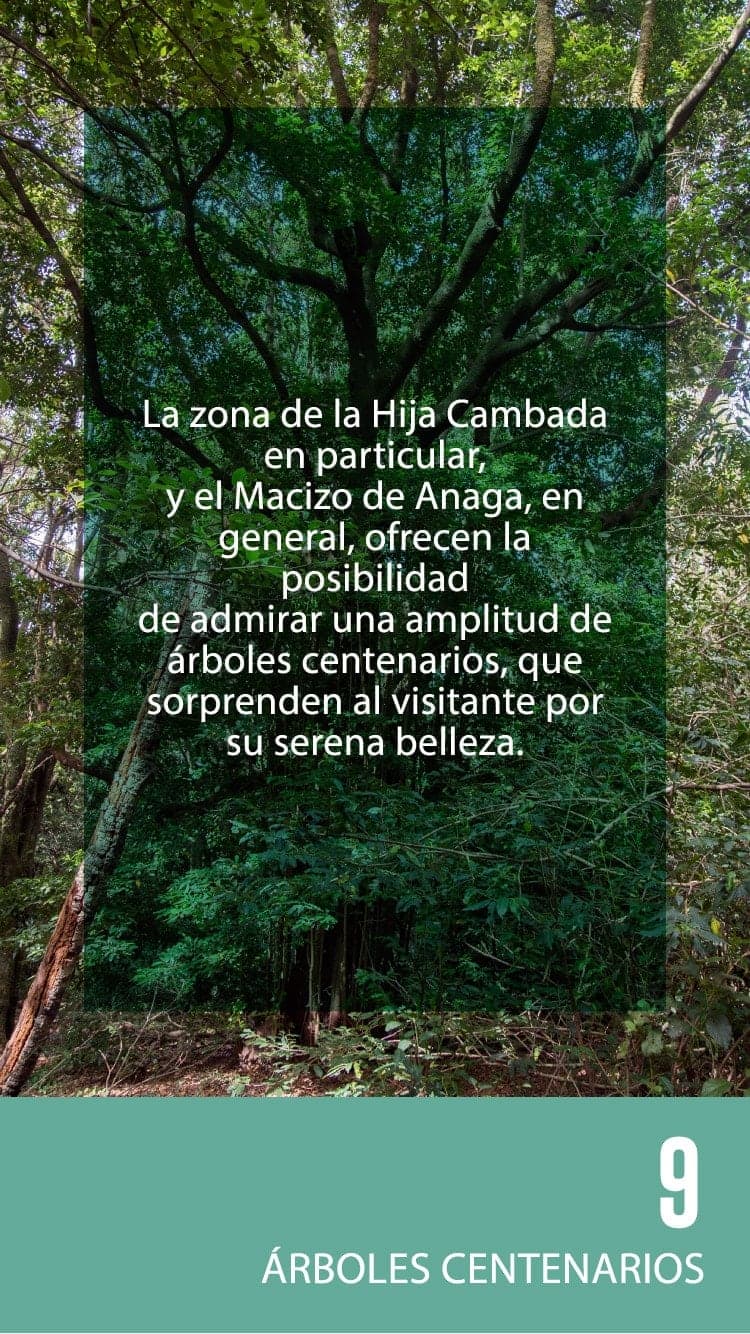 La zona de la Hija Cambada
en particular,
y el Macizo de Anaga, en
general, ofrecen la
posibilidad
de admirar una amplitud de
árboles centenarios, que
sorprenden al visitante por
su serena belleza.
9
ÁRBOLES CENTENARIOS